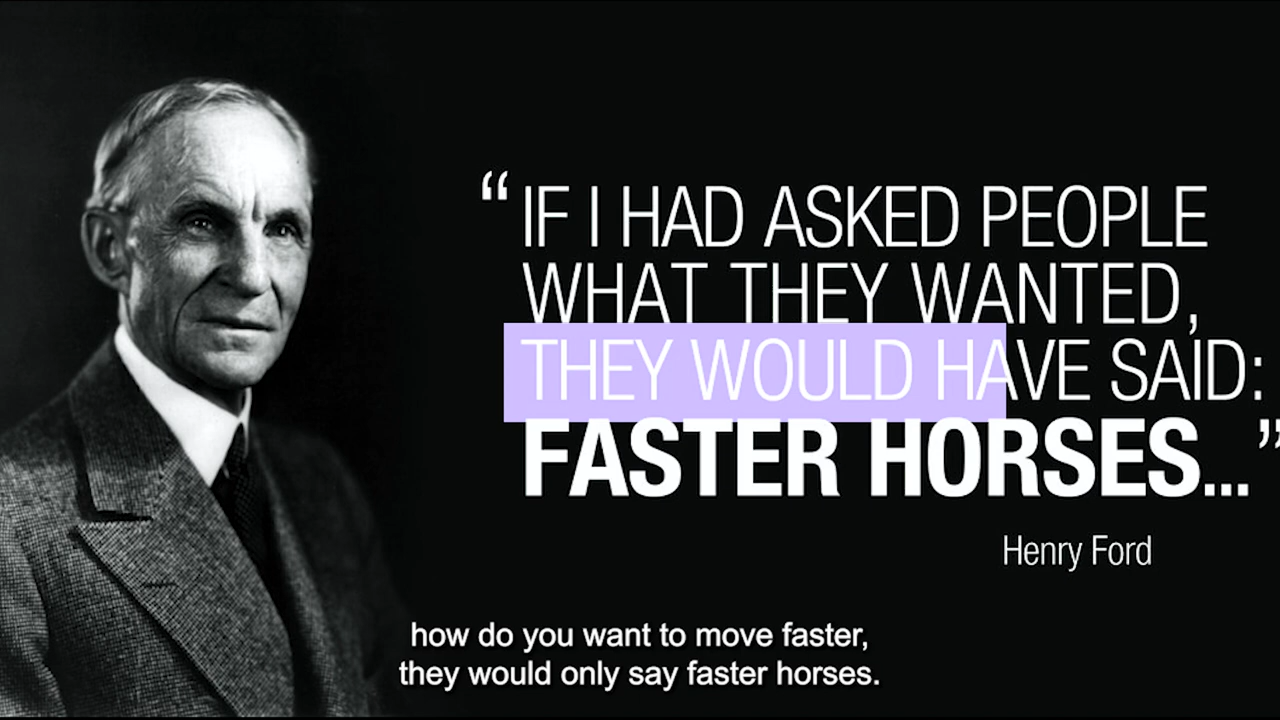 “IF I HAD ASKED PEOPLE
WHAT THEY WANTED,
THEY WOULD HAVE SAID:
FASTER HORSES...”
Henry Ford
how do you want to move faster,
they would only say faster horses.